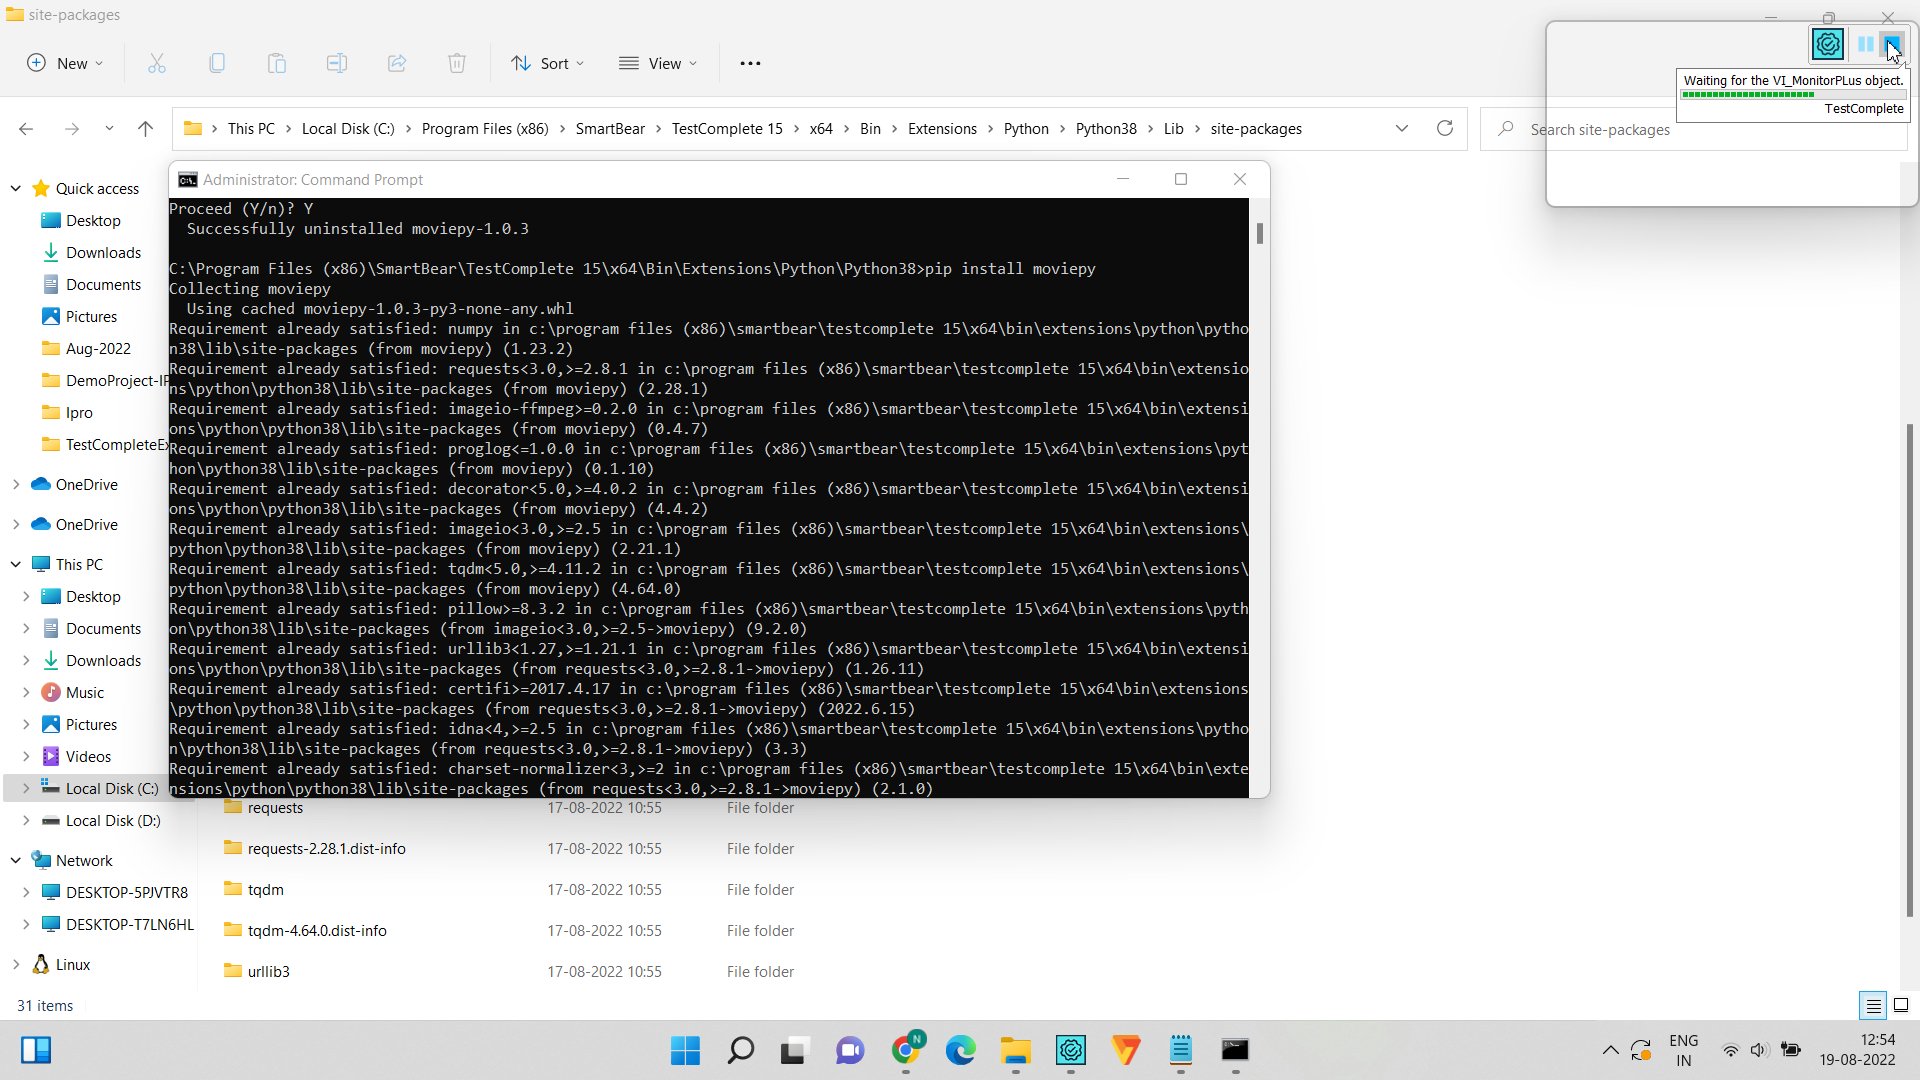 site-packages
New
Sort
View
Waiting for the VI_MonitorPLus object.
TestComplete
This PC
Local Disk (C:)
Program Files (x86)
SmartBear
TestComplete 15
x64
Bin
Extensions
Python
Python38
Lib
site-packages
Search site-packages
Quick access
Desktop
Downloads
Documents
Pictures
Aug-2022
DemoProject-IP
Ipro
TestCompleteEx
OneDrive
OneDrive
This PC
Desktop
Documents
Downloads
Music
Pictures
Videos
Local Disk (C:)
Local Disk (D:)
Network
DESKTOP-5PJVTR8
DESKTOP-T7LN6HL
Linux
Administrator: Command Prompt
Proceed (Y/n)? Y
Successfully uninstalled moviepy-1.0.3
C:\Program Files (x86)\SmartBear\TestComplete 15\x64\Bin\Extensions\Python\Python38>pip install moviepy
Collecting moviepy
Using cached moviepy-1.0.3-py3-none-any.whl
Requirement already satisfied: numpy in c:\program files (x86)\smartbear\testcomplete 15\x64\bin\extensions\python\pytho
n38\lib\site-packages (from moviepy) (1.23.2)
Requirement already satisfied: requests<3.0,>=2.8.1 in c:\program files (x86)\smartbear\testcomplete 15\x64\bin\extensio
ns\python\python38\lib\site-packages (from moviepy) (2.28.1)
Requirement already satisfied: imageio-ffmpeg>=0.2.0 in c:\program files (x86)\smartbear\testcomplete 15\x64\bin\extensi
ons\python\python38\lib\site-packages (from moviepy) (0.4.7)
Requirement already satisfied: proglog<=1.0.0 in c:\program files (x86)\smartbear\testcomplete 15\x64\bin\extensions\pyt
hon\python38\lib\site-packages (from moviepy) (0.1.10)
Requirement already satisfied: decorator<5.0,>=4.0.2 in c:\program files (x86)\smartbear\testcomplete 15\x64\bin\extensi
ons\python\python38\lib\site-packages (from moviepy) (4.4.2)
Requirement already satisfied: imageio<3.0,>=2.5 in c:\program files (x86)\smartbear\testcomplete 15\x64\bin\extensions\
python\python38\lib\site-packages (from moviepy) (2.21.1)
Requirement already satisfied: tqdm<5.0,>=4.11.2 in c:\program files (x86)\smartbear\testcomplete 15\x64\bin\extensions\
python\python38\lib\site-packages (from moviepy) (4.64.0)
Requirement already satisfied: pillow>=8.3.2 in c:\program files (x86)\smartbear\testcomplete 15\x64\bin\extensions\pyth
on\python38\lib\site-packages (from imageio<3.0,>=2.5->moviepy) (9.2.0)
Requirement already satisfied: urllib3<1.27,>=1.21.1 in c:\program files (x86)\smartbear\testcomplete 15\x64\bin\extensi
ons\python\python38\lib\site-packages (from requests<3.0,>=2.8.1->moviepy) (1.26.11)
Requirement already satisfied: certifi>=2017.4.17 in c:\program files (x86)\smartbear\testcomplete 15\x64\bin\extensions
\python\python38\lib\site-packages (from requests<3.0,>=2.8.1->moviepy) (2022.6.15)
Requirement already satisfied: idna<4,>=2.5 in c:\program files (x86)\smartbear\testcomplete 15\x64\bin\extensions\pytho
n\python38\lib\site-packages (from requests<3.0,>=2.8.1->moviepy) (3.3)
Requirement already satisfied: charset-normalizer<3,>=2 in c:\program files (x86)\smartbear\testcomplete 15\x64\bin\exte
nsions\python\python38\lib\site-packages (from requests<3.0,>=2.8.1->moviepy) (2.1.0)
requests 17-08-2022 10:55 File folder
requests-2.28.1.dist-info 17-08-2022 10:55 File folder
tqdm 17-08-2022 10:55 File folder
tqdm-4.64.0.dist-info 17-08-2022 10:55 File folder
urllib3 17-08-2022 10:55 File folder
31 items
N
ENG
IN
12:54
19-08-2022